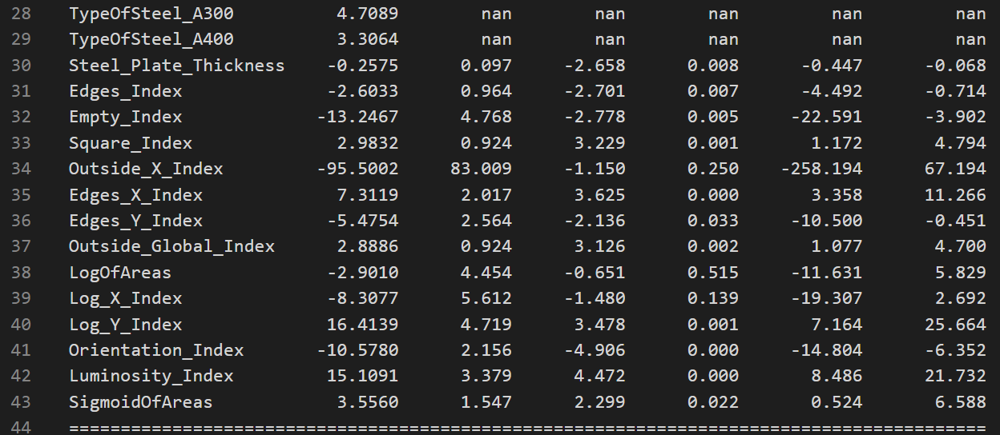 28 TypeOfSteel_A300 4.7089 nan nan nan nan nan
29 TypeOfSteel_A400 3.3064 nan nan nan nan nan
30 Steel_Plate_Thickness -0.2575 0.097 -2.658 0.008 -0.447 -0.068
31 Edges_Index -2.6033 0.964 -2.701 0.007 -4.492 -0.714
32 Empty_Index -13.2467 4.768 -2.778 0.005 -22.591 -3.902
33 Square_Index 2.9832 0.924 3.229 0.001 1.172 4.794
34 Outside_X_Index -95.5002 83.009 -1.150 0.250 -258.194 67.194
35 Edges_X_Index 7.3119 2.017 3.625 0.000 3.358 11.266
36 Edges_Y_Index -5.4754 2.564 -2.136 0.033 -10.500 -0.451
37 Outside_Global_Index 2.8886 0.924 3.126 0.002 1.077 4.700
38 LogOfAreas -2.9010 4.454 -0.651 0.515 -11.631 5.829
39 Log_X_Index -8.3077 5.612 -1.480 0.139 -19.307 2.692
40 Log_Y_Index 16.4139 4.719 3.478 0.001 7.164 25.664
41 Orientation_Index -10.5780 2.156 -4.906 0.000 -14.804 -6.352
42 Luminosity_Index 15.1091 3.379 4.472 0.000 8.486 21.732
43 SigmoidOfAreas 3.5560 1.547 2.299 0.022 0.524 6.588
44 =========================================================================================